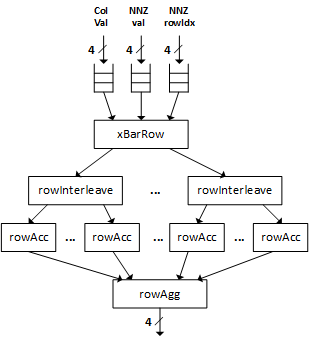 Col NNZ NNZ
Val val rowIdx
4 4 4
xBarRow
rowInterleave ... rowInterleave
rowAcc ... rowAcc ... rowAcc ... rowAcc
rowAgg
4